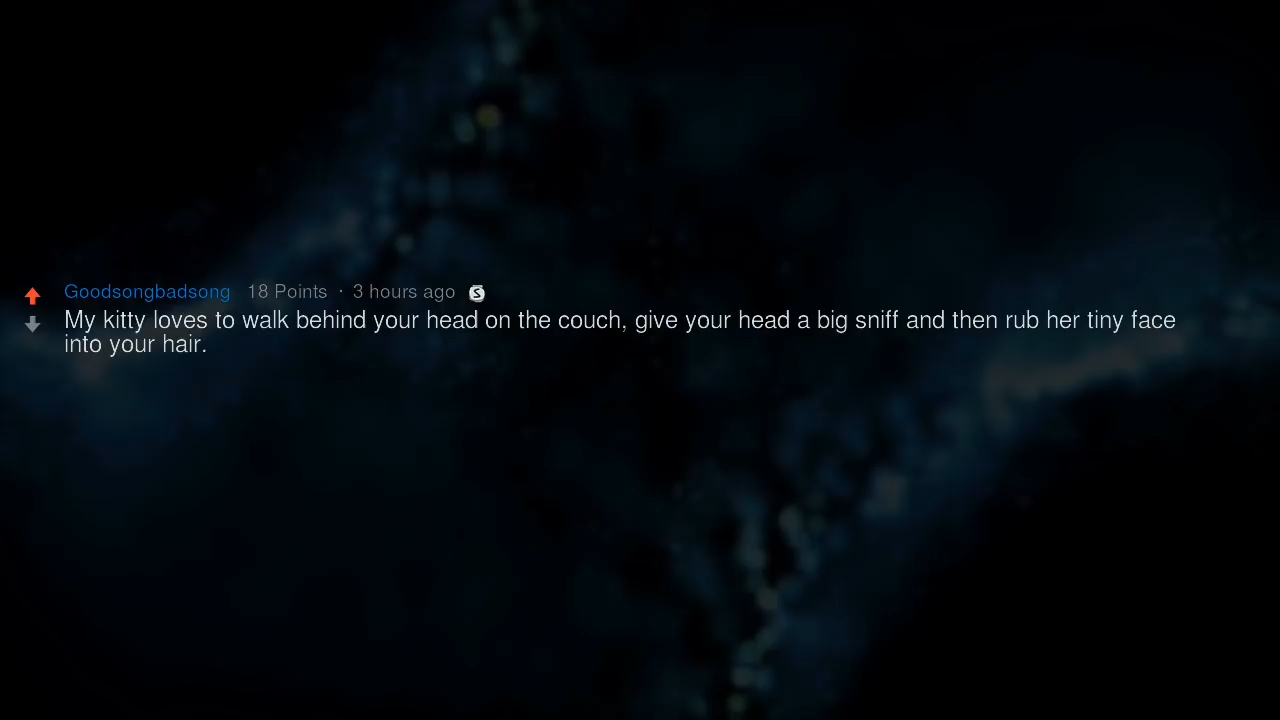 Goodsongbadsong 18 Points · 3 hours ago S
My kitty loves to walk behind your head on the couch, give your head a big sniff and then rub her tiny face
into your hair.